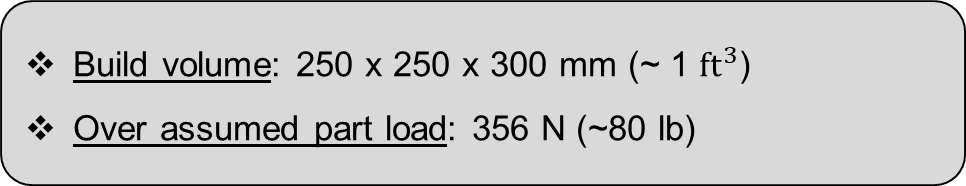 ❖ Build volume: 250 x 250 x 300 mm (~ 1 ft³)
❖ Over assumed part load: 356 N (~80 lb)